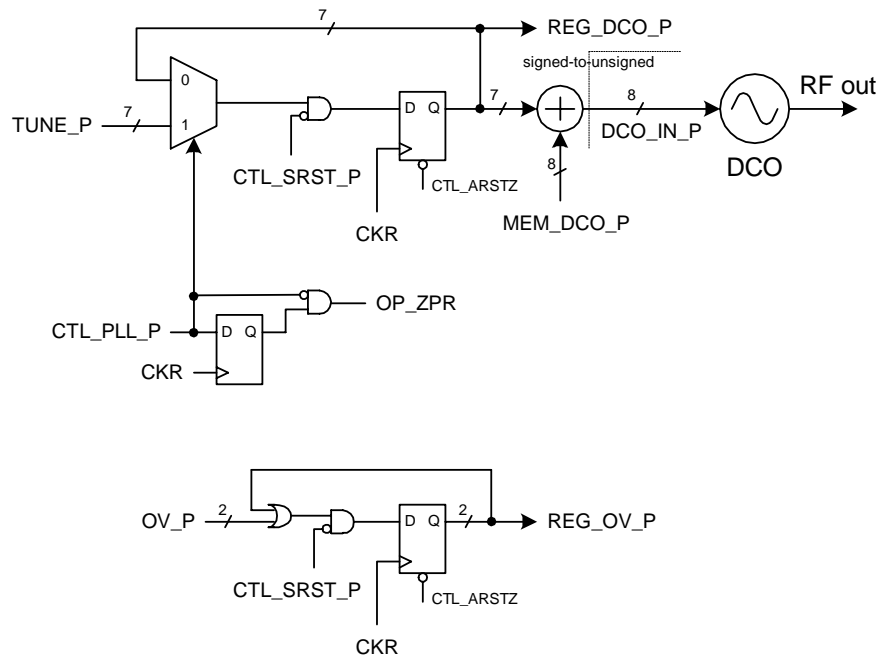 7
REG_DCO_P
signed-to-unsigned
RF out
0
1
7
TUNE_P
D Q
7
8
DCO_IN_P
DCO
CTL_SRST_P
CTL_ARSTZ
8
CKR
MEM_DCO_P
OP_ZPR
CTL_PLL_P
D Q
CKR
OV_P
2
D Q
2
REG_OV_P
CTL_SRST_P
CTL_ARSTZ
CKR